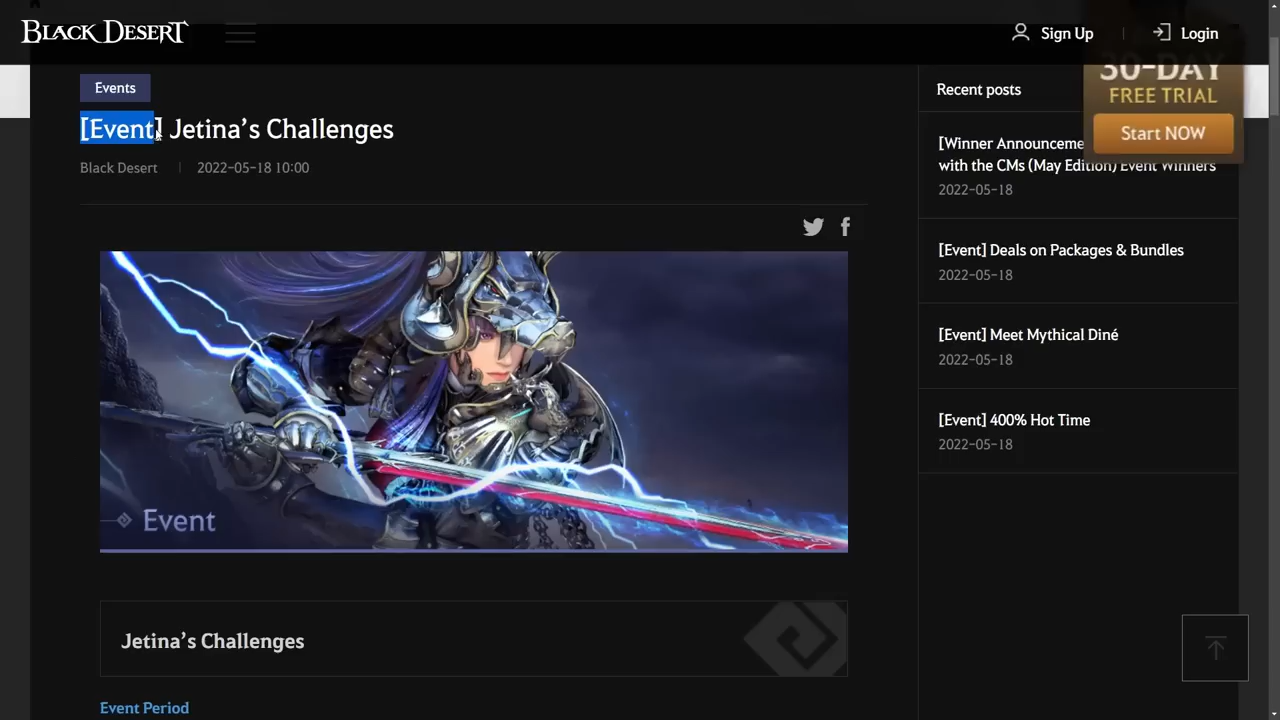 BLACK DESERT
Sign Up
Login
Events
[Event] Jetina's Challenges
Black Desert
2022-05-18 10:00
Event
Jetina's Challenges
Event Period
Recent posts
30-DAY
FREE TRIAL
Start NOW
[Winner Announceme
with the CMs (May Edition) Event Winners
2022-05-18
[Event] Deals on Packages & Bundles
2022-05-18
[Event] Meet Mythical Diné
2022-05-18
[Event] 400% Hot Time
2022-05-18